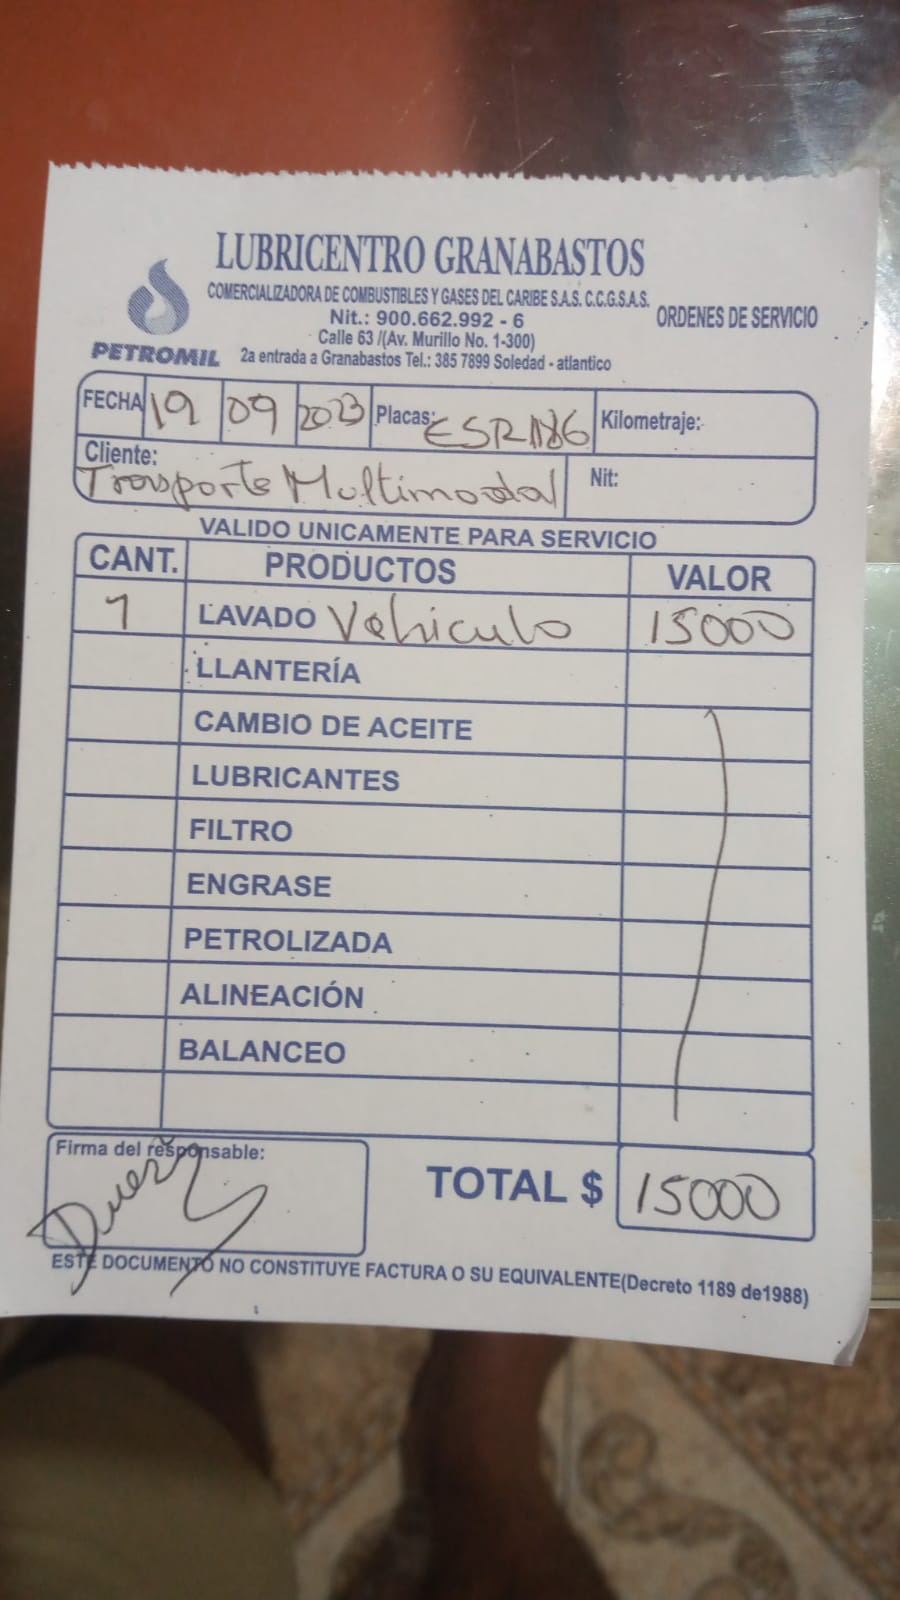 LUBRICENTRO GRANABASTOS
COMERCIALIZADORA DE COMBUSTIBLES Y GASES DEL CARIBE S.A.S. C.C.G.S.A.S.
Nit.: 900.662.992 - 6
ORDENES DE SERVICIO
Calle 63 /(Av. Murillo No. 1-300)
PETROMIL
2a entrada a Granabastos Tel.: 385 7899 Soledad - atlantico
FECHA 19 09 2023 Placas: Kilometraje:
Cliente: Nit:
Trasporte Multimodal
VALIDO UNICAMENTE PARA SERVICIO
CANT. PRODUCTOS VALOR
1 LAVADO Vehiculo 15000
LLANTERÍA
CAMBIO DE ACEITE
LUBRICANTES
FILTRO
ENGRASE
PETROLIZADA
ALINEACIÓN
BALANCEO
Firma del responsable:
TOTAL $ 15000
ESTE DOCUMENTO NO CONSTITUYE FACTURA O SU EQUIVALENTE(Decreto 1189 de1988)